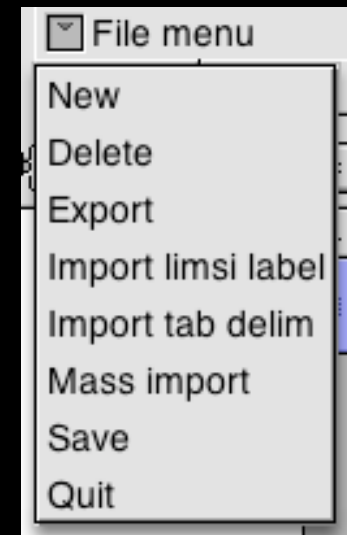 File menu
New
Delete
Export
Import limsi label
Import tab delim
Mass import
Save
Quit